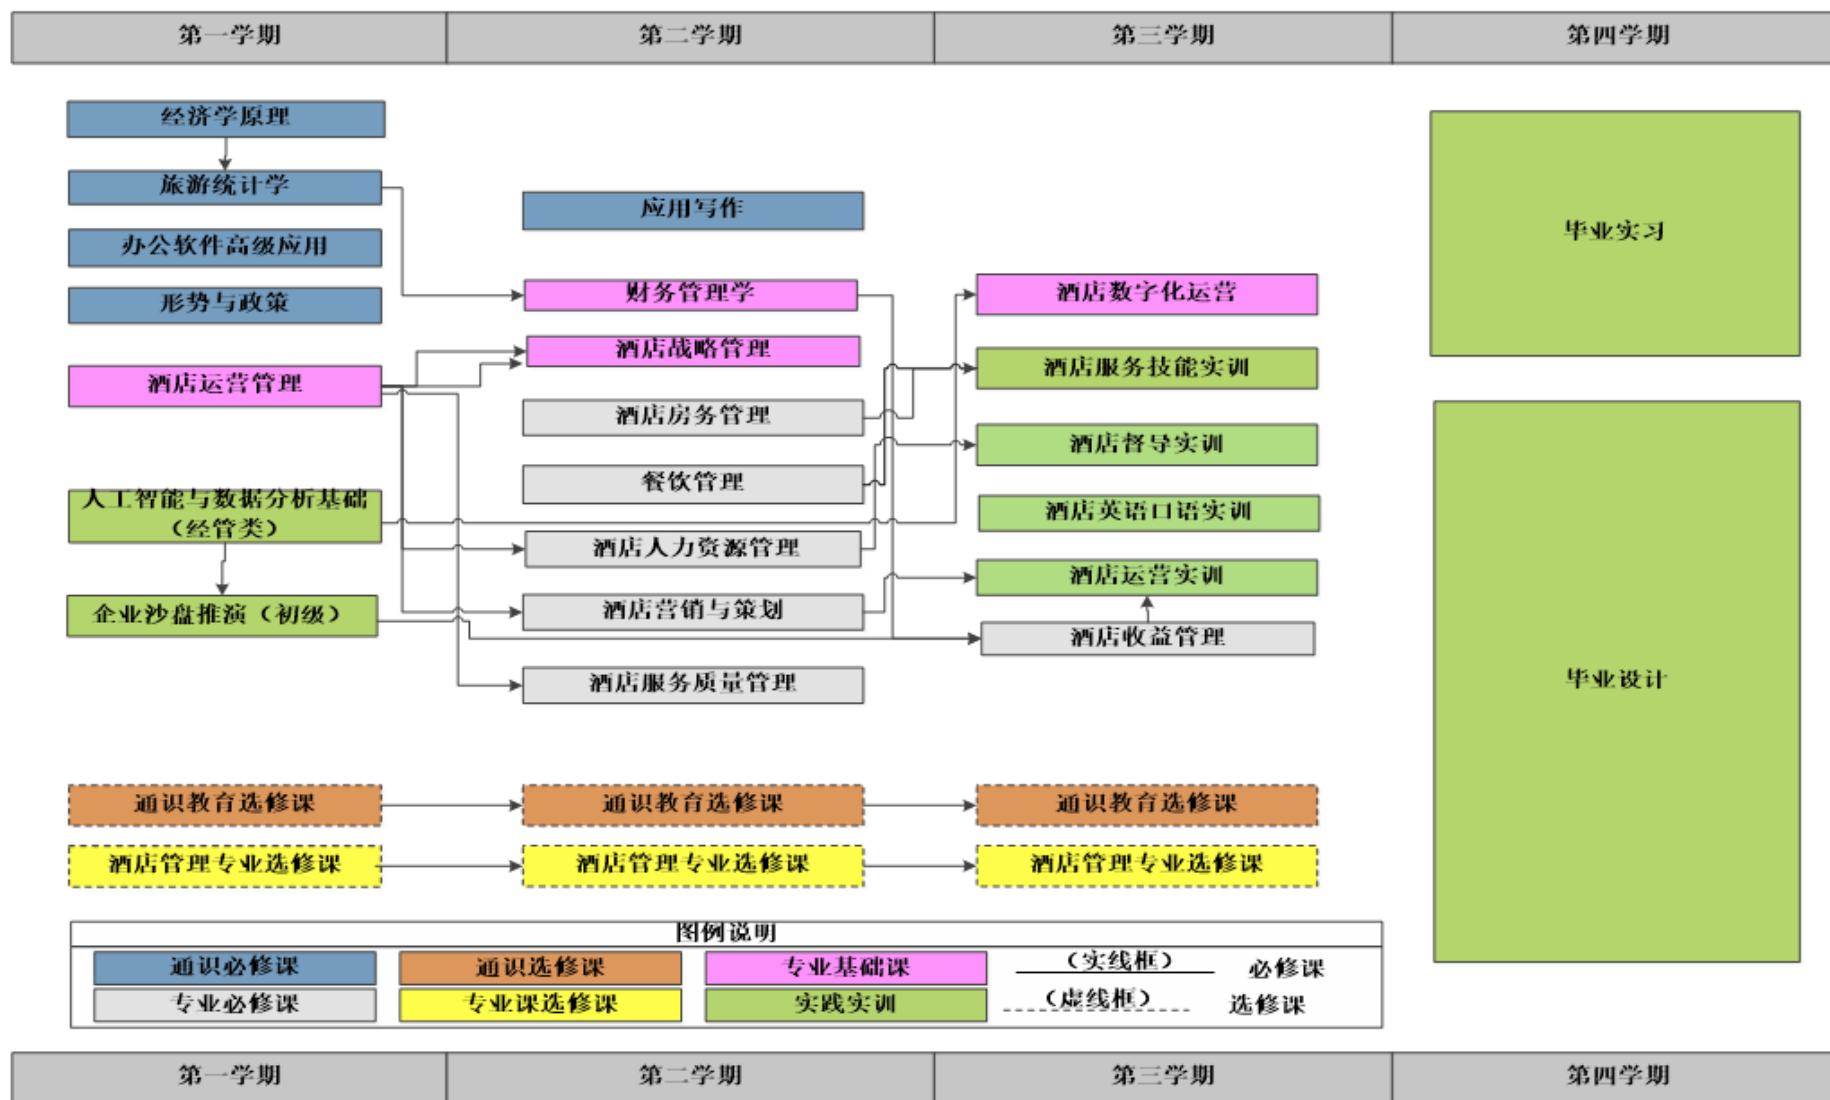 第一学期
第二学期
第三学期
第四学期
经济学原理
旅游统计学
办公软件高级应用
形势与政策
酒店运营管理
人工智能与数据分析基础
（经管类）
企业沙盘推演（初级）
应用写作
财务管理学
酒店战略管理
酒店房务管理
餐饮管理
酒店人力资源管理
酒店营销与策划
酒店服务质量管理
酒店数字化运营
酒店服务技能实训
酒店督导实训
酒店英语口语实训
酒店运营实训
酒店收益管理
毕业实习
毕业设计
通识教育选修课
通识教育选修课
通识教育选修课
酒店管理专业选修课
酒店管理专业选修课
酒店管理专业选修课
图例说明
通识必修课
通识选修课
专业基础课
（实线框）
必修课
专业必修课
专业课选修课
实践实训
（虚线框）
选修课
第一学期
第二学期
第三学期
第四学期